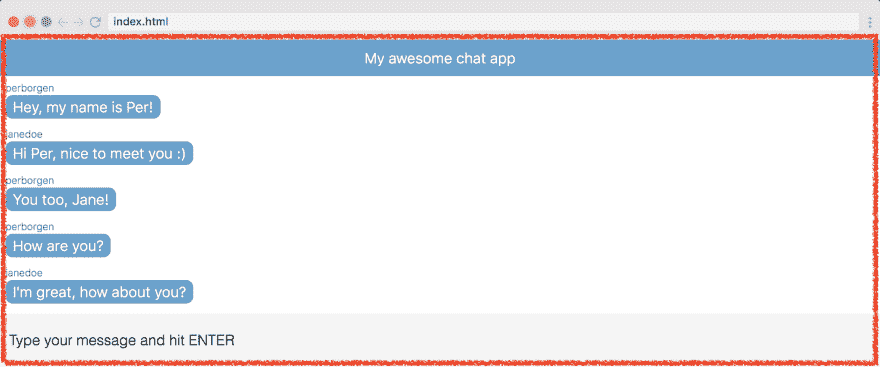 index.html
My awesome chat app
perborgen
Hey, my name is Per!
janedoe
Hi Per, nice to meet you :)
perborgen
You too, Jane!
perborgen
How are you?
janedoe
I'm great, how about you?
Type your message and hit ENTER